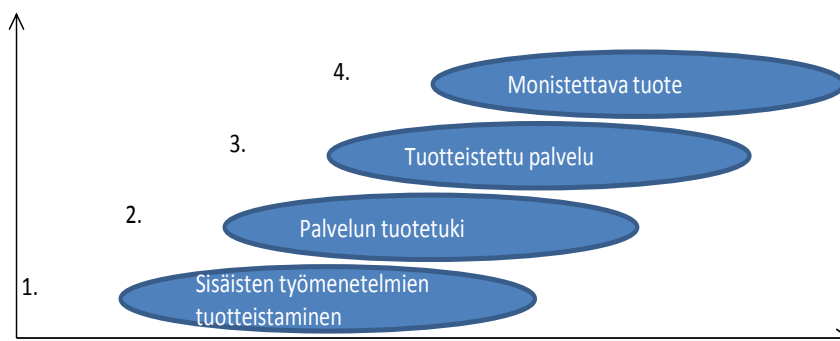 4.
Monistettava tuote
3.
Tuotteistettu palvelu
2.
Palvelun tuotetuki
1.
Sisäisten työmenetelmien
tuotteistaminen